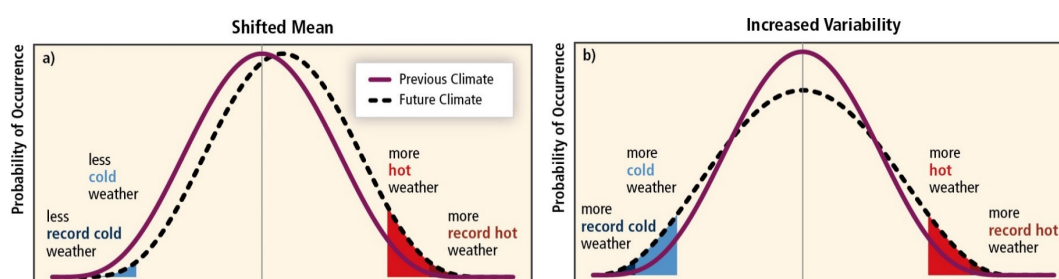 Shifted Mean
Probability of Occurrence
a)
Previous Climate
Future Climate
less
cold
weather
less
record cold
weather
more
hot
weather
more
record hot
weather
Increased Variability
Probability of Occurrence
b)
more
cold
weather
more
record cold
weather
more
hot
weather
more
record hot
weather